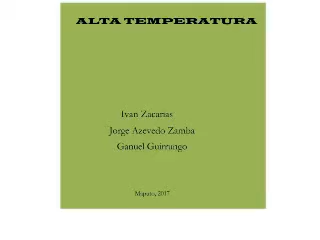 ALTA TEMPERATURA
Ivan Zacarias
Jorge Azevedo Zamba
Ganuel Guirrungo
Maputo, 2017